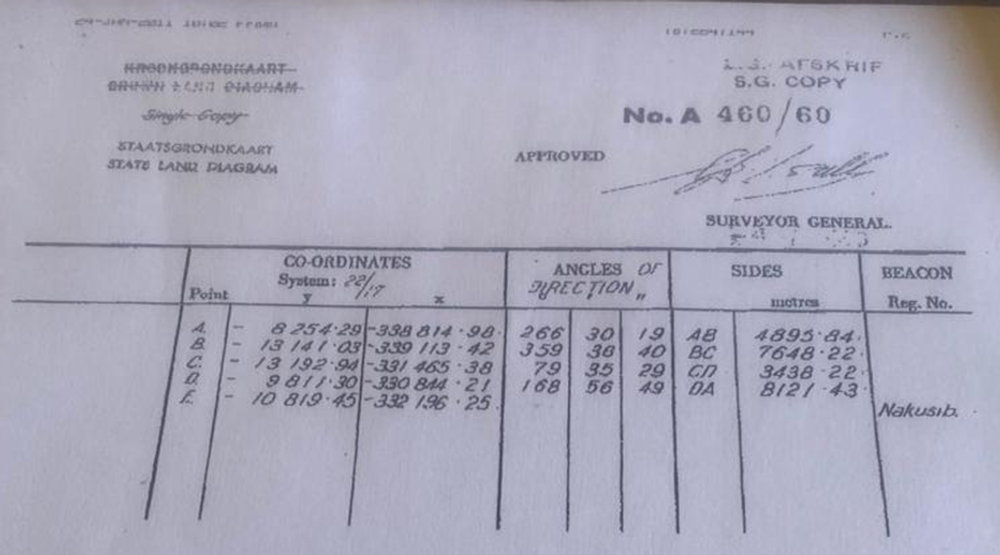 KROONGRONDKAART
CROWN LAND DIAGRAM
Single Copy
STAATSGRONDKAART
STATE LAND DIAGRAM
L.G. AFSKRIF
S.G. COPY
No. A 460/60
APPROVED
SURVEYOR GENERAL.
CO-ORDINATES ANGLES or SIDES BEACON
System: 22/17 DIRECTION
Point y x " metres Reg. No.
A. - 8 254·29 -338 814·98 266 30 19 AB 4895·84
B. - 13 141·03 -339 113·42 359 38 40 BC 7648·22
C. - 13 192·94 -331 465·38 79 35 29 CD 3438·22
D. - 9 811·30 -330 844·21 168 56 49 DA 8121·43
E. - 10 819·45 -332 196·25 Nakusib.